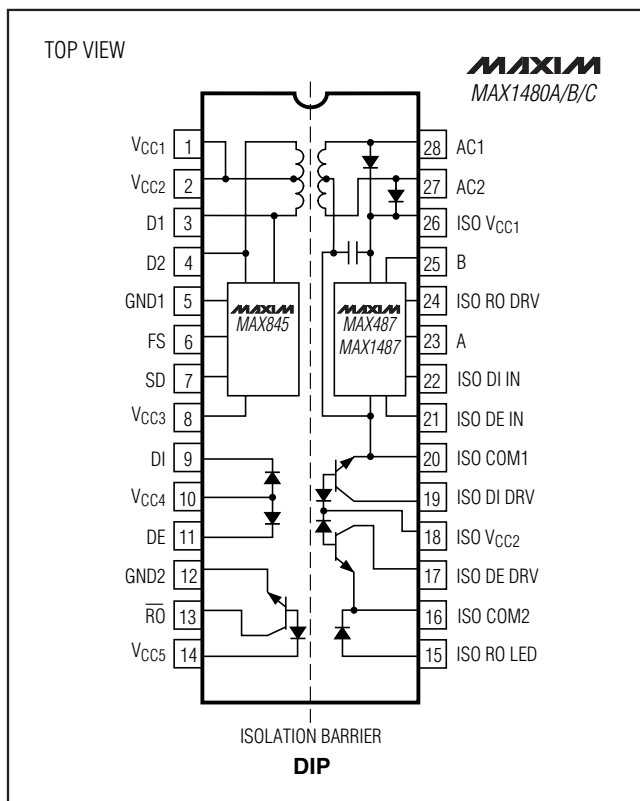 TOP VIEW
MAXIM
MAX1480A/B/C
VCC1 1
VCC2 2
D1 3
D2 4
GND1 5
FS 6
SD 7
VCC3 8
DI 9
VCC4 10
DE 11
GND2 12
RO 13
VCC5 14
MAXIM
MAX845
MAXIM
MAX487
MAX1487
28 AC1
27 AC2
26 ISO VCC1
25 B
24 ISO RO DRV
23 A
22 ISO DI IN
21 ISO DE IN
20 ISO COM1
19 ISO DI DRV
18 ISO VCC2
17 ISO DE DRV
16 ISO COM2
15 ISO RO LED
ISOLATION BARRIER
DIP